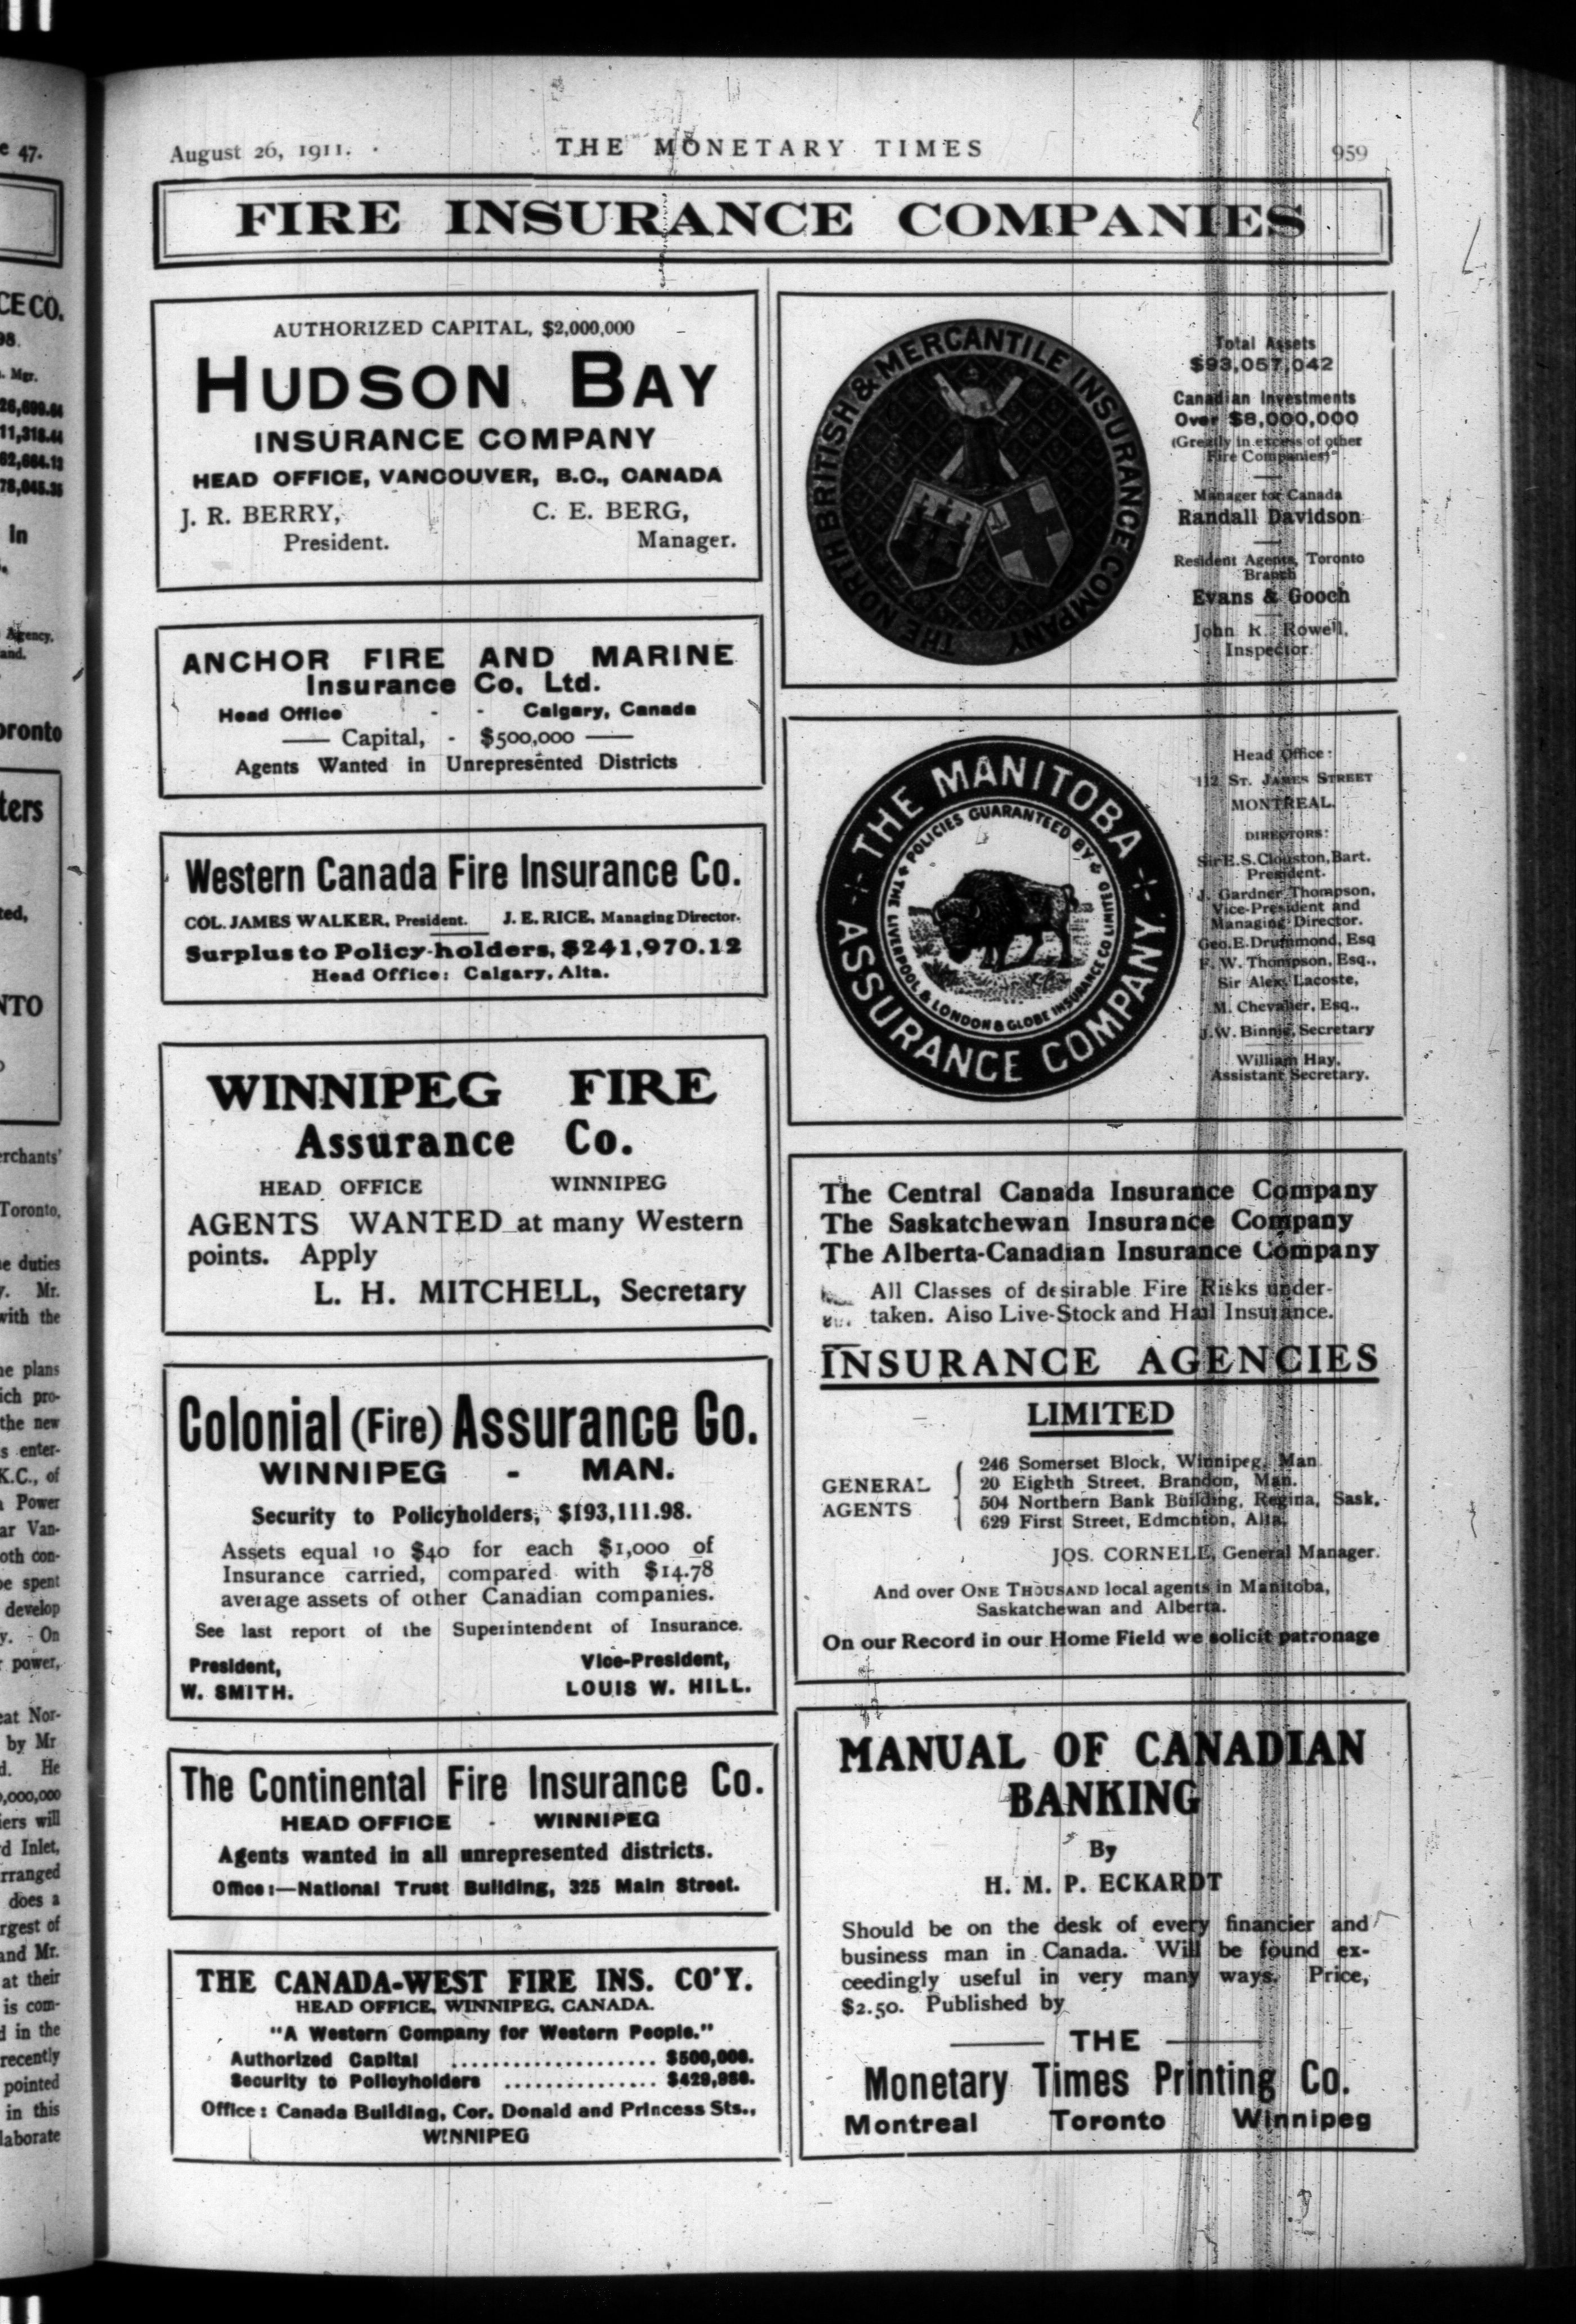 August 26, 1911.
THE MONETARY TIMES
959
FIRE INSURANCE COMPANIES
AUTHORIZED CAPITAL, $2,000,000
HUDSON BAY
INSURANCE COMPANY
HEAD OFFICE, VANCOUVER, B.C., CANADA
J. R. BERRY, C. E. BERG,
President. Manager.
ANCHOR FIRE AND MARINE
Insurance Co. Ltd.
Head Office - - Calgary, Canada
Capital, - $500,000
Agents Wanted in Unrepresented Districts
Western Canada Fire Insurance Co.
COL. JAMES WALKER, President. J. E. RICE, Managing Director.
Surplus to Policy-holders, $241,970.12
Head Office: Calgary, Alta.
WINNIPEG FIRE
Assurance Co.
HEAD OFFICE WINNIPEG
AGENTS WANTED at many Western
points. Apply
L. H. MITCHELL, Secretary
Colonial (Fire) Assurance Co.
WINNIPEG - MAN.
Security to Policyholders, $193,111.98.
Assets equal to $40 for each $1,000 of
Insurance carried, compared with $14.78
average assets of other Canadian companies.
See last report of the Superintendent of Insurance.
President, Vice-President,
W. SMITH. LOUIS W. HILL.
The Continental Fire Insurance Co.
HEAD OFFICE - WINNIPEG
Agents wanted in all unrepresented districts.
Office:—National Trust Building, 325 Main Street.
THE CANADA-WEST FIRE INS. CO'Y.
HEAD OFFICE, WINNIPEG, CANADA.
"A Western Company for Western People."
Authorized Capital .................... $500,000.
Security to Policyholders ...............
Office: Canada Building, Cor. Donald and Princess Sts.,
WINNIPEG
THE NORTH BRITISH & MERCANTILE INSURANCE COMPANY
Total Assets
$93,057,042
Canadian Investments
Over $8,000,000
(Greatly in excess of other
Fire Companies)
Manager for Canada
Randall Davidson
Resident Agents, Toronto
Branch
Evans & Gooch
John K. Rowell,
Inspector.
THE MANITOBA
ASSURANCE COMPANY
POLICIES GUARANTEED BY
THE LIVERPOOL & LONDON & GLOBE INSURANCE CO LIMITED
Head Office:
112 ST. JAMES STREET
MONTREAL.
DIRECTORS:
Sir E. S. Clouston, Bart.
President.
J. Gardner Thompson,
Vice-President and
Managing Director.
Geo. E. Drummond, Esq
F. W. Thompson, Esq.,
Sir Alex. Lacoste,
M. Chevalier, Esq.,
J. W. Binnie, Secretary
William Hay,
Assistant Secretary.
The Central Canada Insurance Company
The Saskatchewan Insurance Company
The Alberta-Canadian Insurance Company
All Classes of desirable Fire Risks under-
taken. Also Live-Stock and Hail Insurance.
INSURANCE AGENCIES
LIMITED
GENERAL AGENTS
246 Somerset Block, Winnipeg, Man
20 Eighth Street, Brandon, Man.
504 Northern Bank Building, Regina, Sask.
629 First Street, Edmonton, Alta.
JOS. CORNELL, General Manager.
And over ONE THOUSAND local agents in Manitoba,
Saskatchewan and Alberta.
On our Record in our Home Field we solicit patronage
MANUAL OF CANADIAN
BANKING
By
H. M. P. ECKARDT
Should be on the desk of every financier and
business man in Canada. Will be found ex-
ceedingly useful in very many ways. Price,
$2.50. Published by
THE
Monetary Times Printing Co.
Montreal Toronto Winnipeg